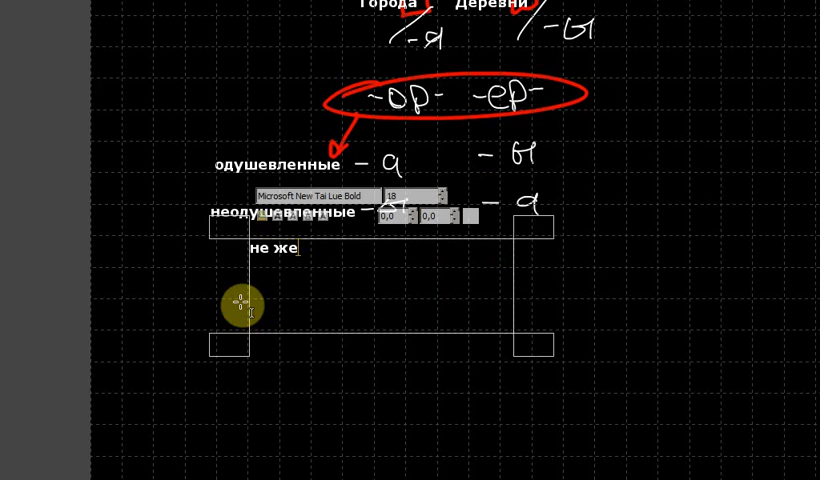 Города Деревни
-я -ы
-ор- -ер-
одушевленные - а - ы
Microsoft New Tai Lue Bold 18
неодушевленные - - а
0,0 0,0
не же